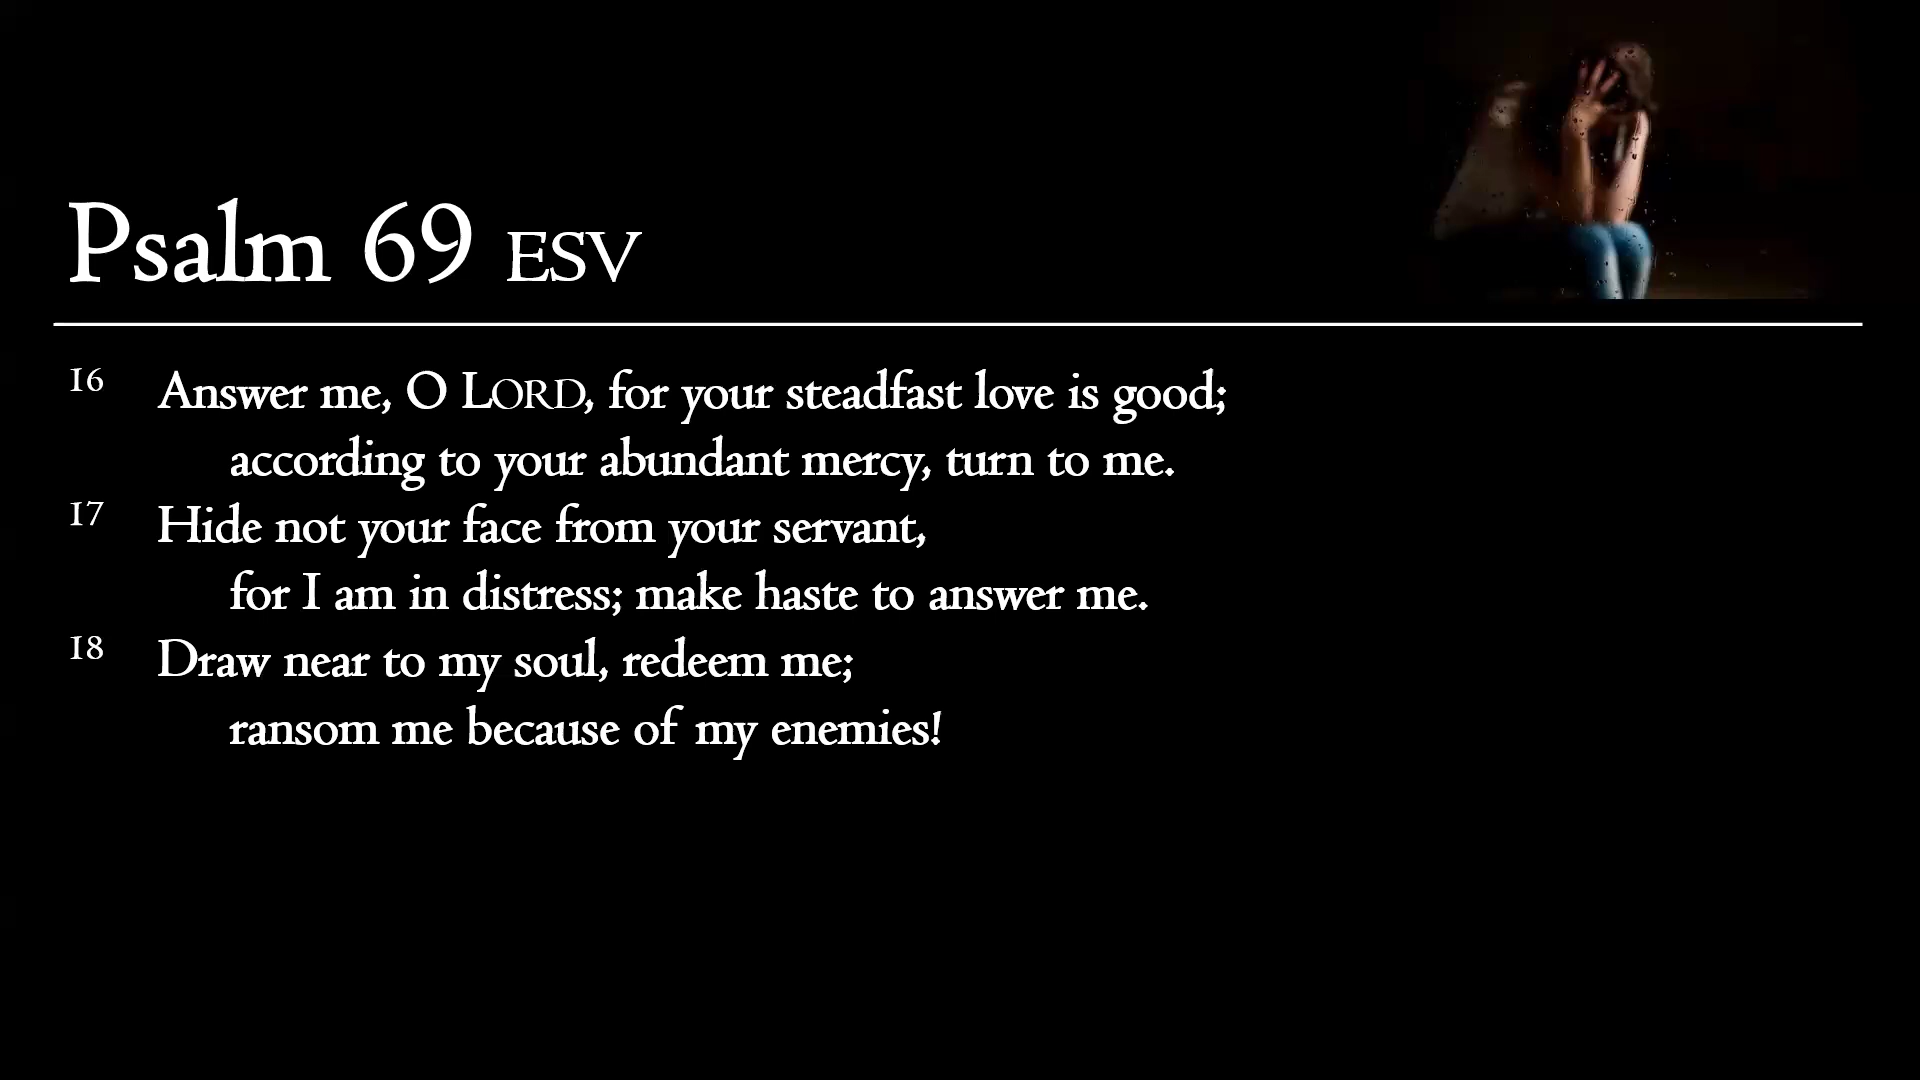 Psalm 69 ESV
16 Answer me, O LORD, for your steadfast love is good;
according to your abundant mercy, turn to me.
17 Hide not your face from your servant,
for I am in distress; make haste to answer me.
18 Draw near to my soul, redeem me;
ransom me because of my enemies!